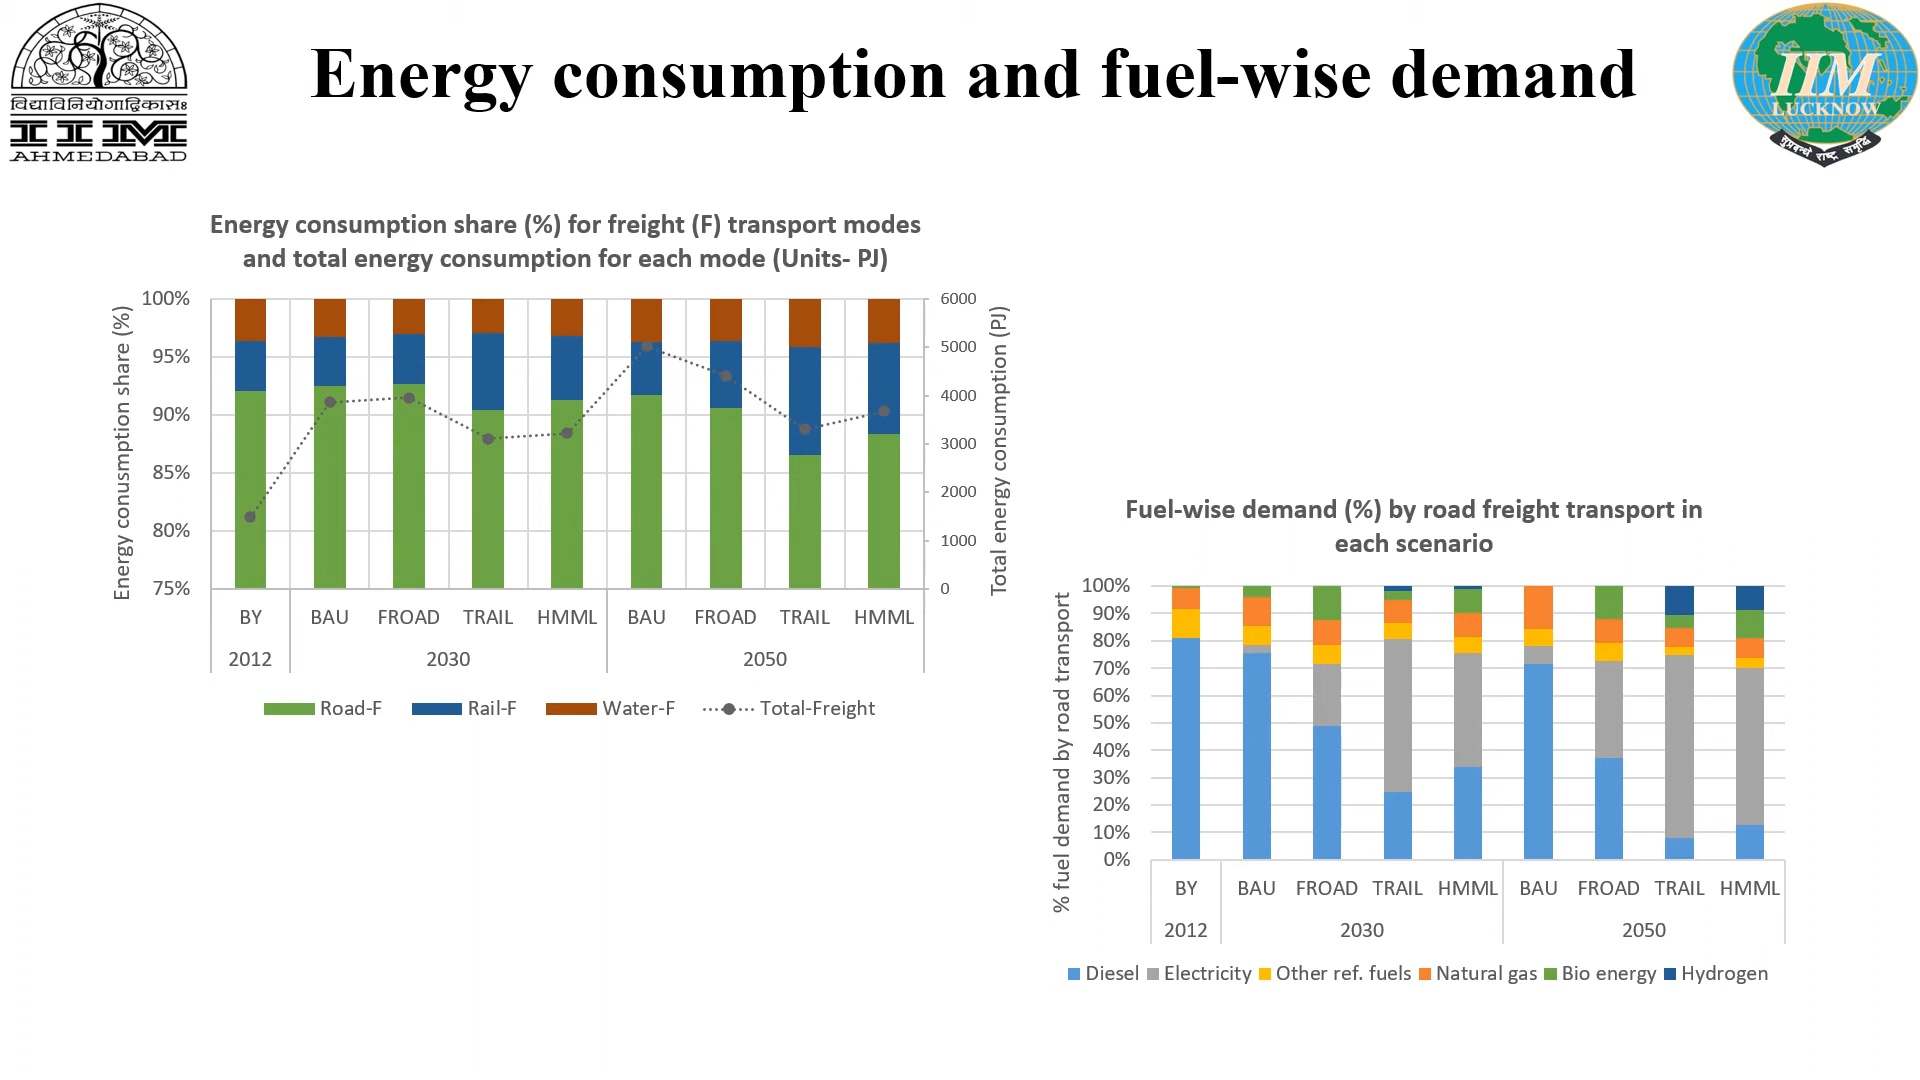 विद्याविनियोगाद्विकासः
IIM
AHMEDABAD
Energy consumption and fuel-wise demand
IIM
LUCKNOW
सुप्रबन्धे राष्ट्र समृद्धि
Energy consumption share (%) for freight (F) transport modes
and total energy consumption for each mode (Units- PJ)
Energy conusmption share (%)
100%
95%
90%
85%
80%
75%
6000
5000
4000
3000
2000
1000
0
Total energy consumption (PJ)
BY BAU FROAD TRAIL HMML BAU FROAD TRAIL HMML
2012 2030 2050
Road-F Rail-F Water-F Total-Freight
Fuel-wise demand (%) by road freight transport in
each scenario
% fuel demand by road transport
100%
90%
80%
70%
60%
50%
40%
30%
20%
10%
0%
BY BAU FROAD TRAIL HMML BAU FROAD TRAIL HMML
2012 2030 2050
Diesel Electricity Other ref. fuels Natural gas Bio energy Hydrogen